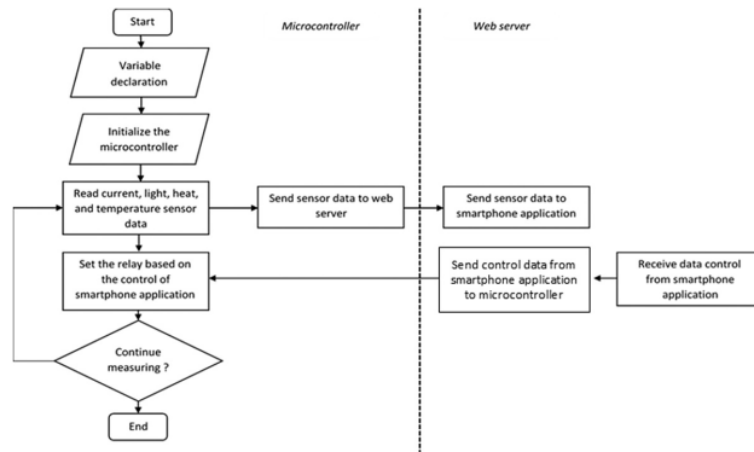 Start
Microcontroller
Web server
Variable
declaration
Initialize the
microcontroller
Read current, light, heat,
and temperature sensor
data
Send sensor data to web
server
Send sensor data to
smartphone application
Set the relay based on
the control of
smartphone application
Send control data from
smartphone application
to microcontroller
Receive data control
from smartphone
application
Continue
measuring ?
End